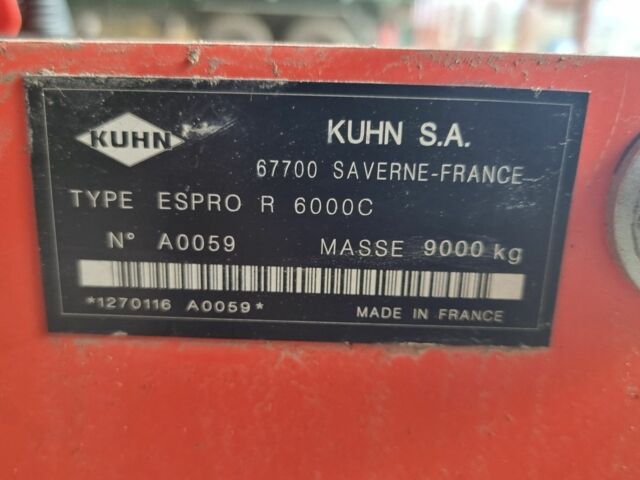 KUHN
KUHN S.A.
67700 SAVERNE-FRANCE
TYPE ESPRO R 6000C
N° A0059 MASSE 9000 kg
*1270116 A0059*
MADE IN FRANCE